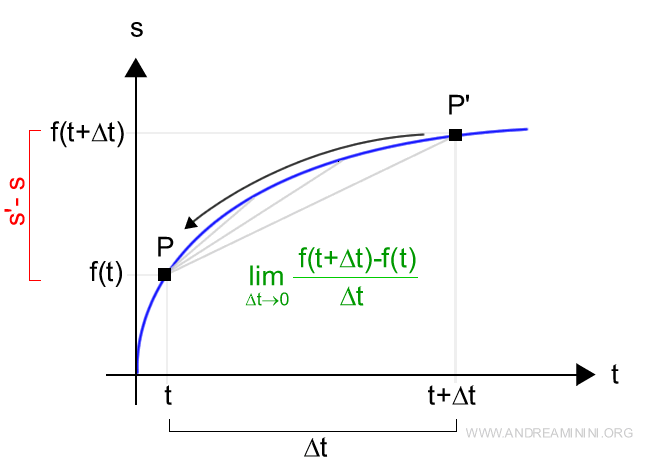 s
P'
f(t+Δt)
s'- s
P
f(t)
lim f(t+Δt)-f(t)
Δt→0 Δt
t
t+Δt
t
Δt
WWW.ANDREAMININI.ORG